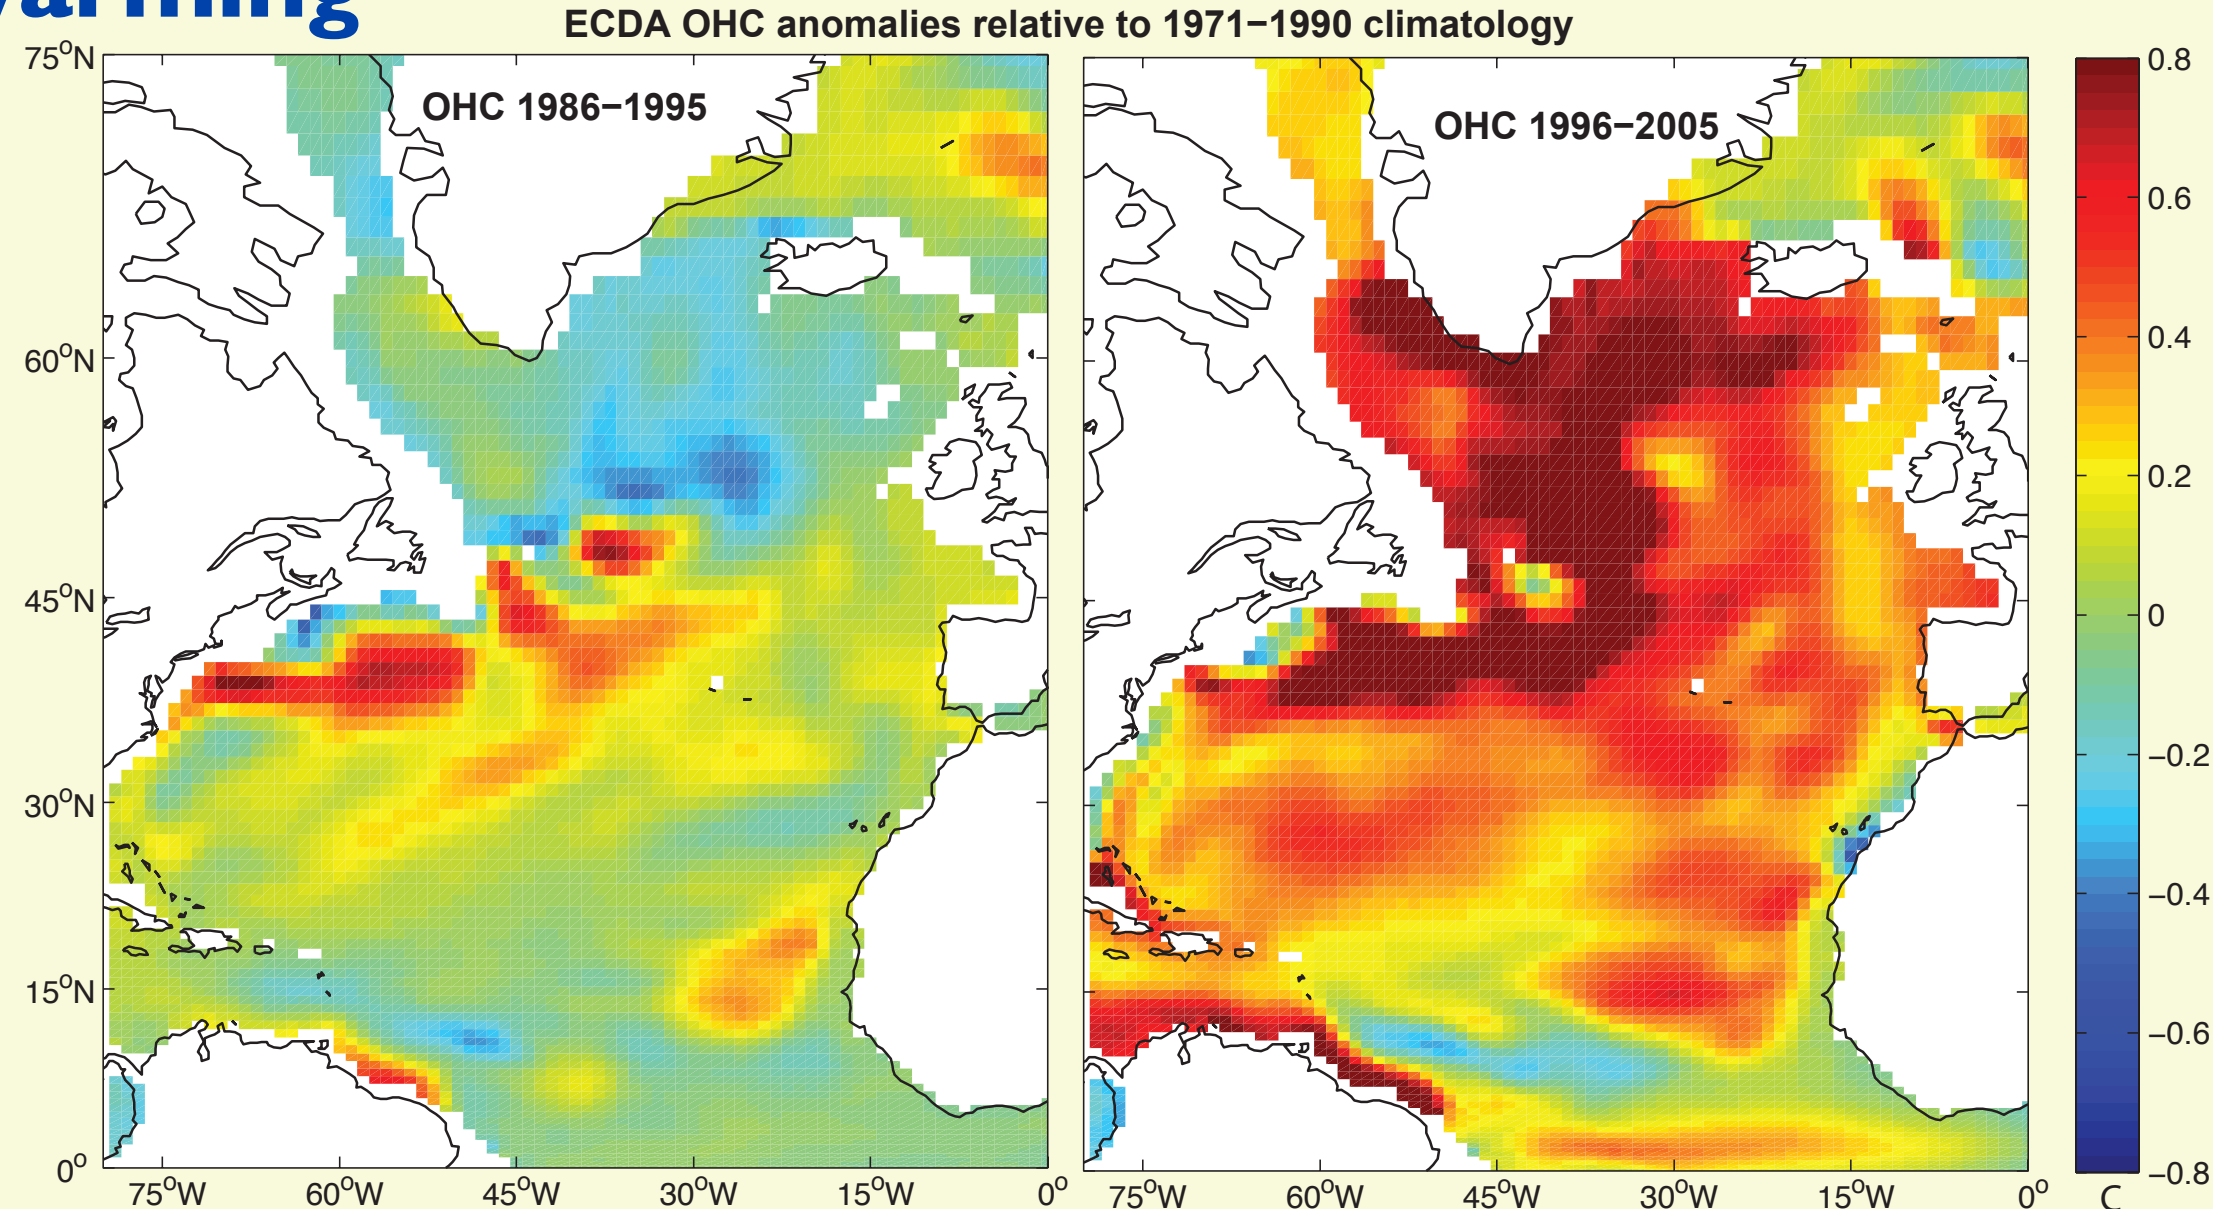 ECDA OHC anomalies relative to 1971−1990 climatology
OHC 1986−1995
OHC 1996−2005
75°N
60°N
45°N
30°N
15°N
0°
75°W 60°W 45°W 30°W 15°W 0°
75°W 60°W 45°W 30°W 15°W 0°
0.8
0.6
0.4
0.2
0
−0.2
−0.4
−0.6
−0.8
C